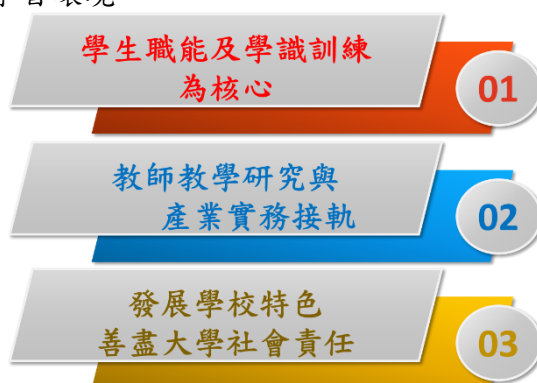 學生職能及學識訓練
為核心
01
教師教學研究與
產業實務接軌
02
發展學校特色
善盡大學社會責任
03